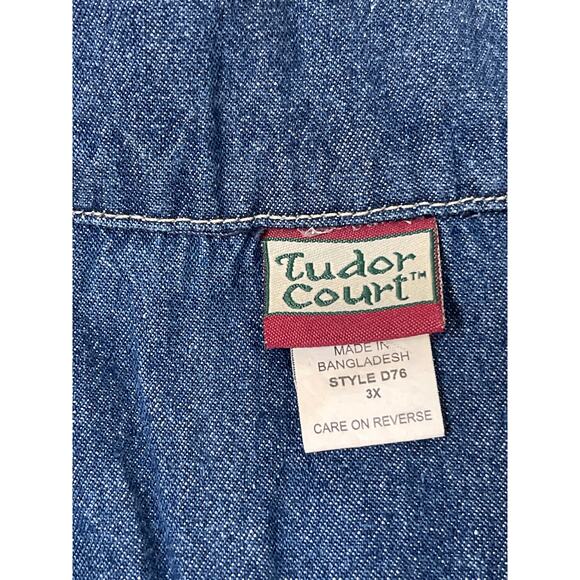 Tudor
Court™
MADE IN
BANGLADESH
STYLE D76
3X
CARE ON REVERSE